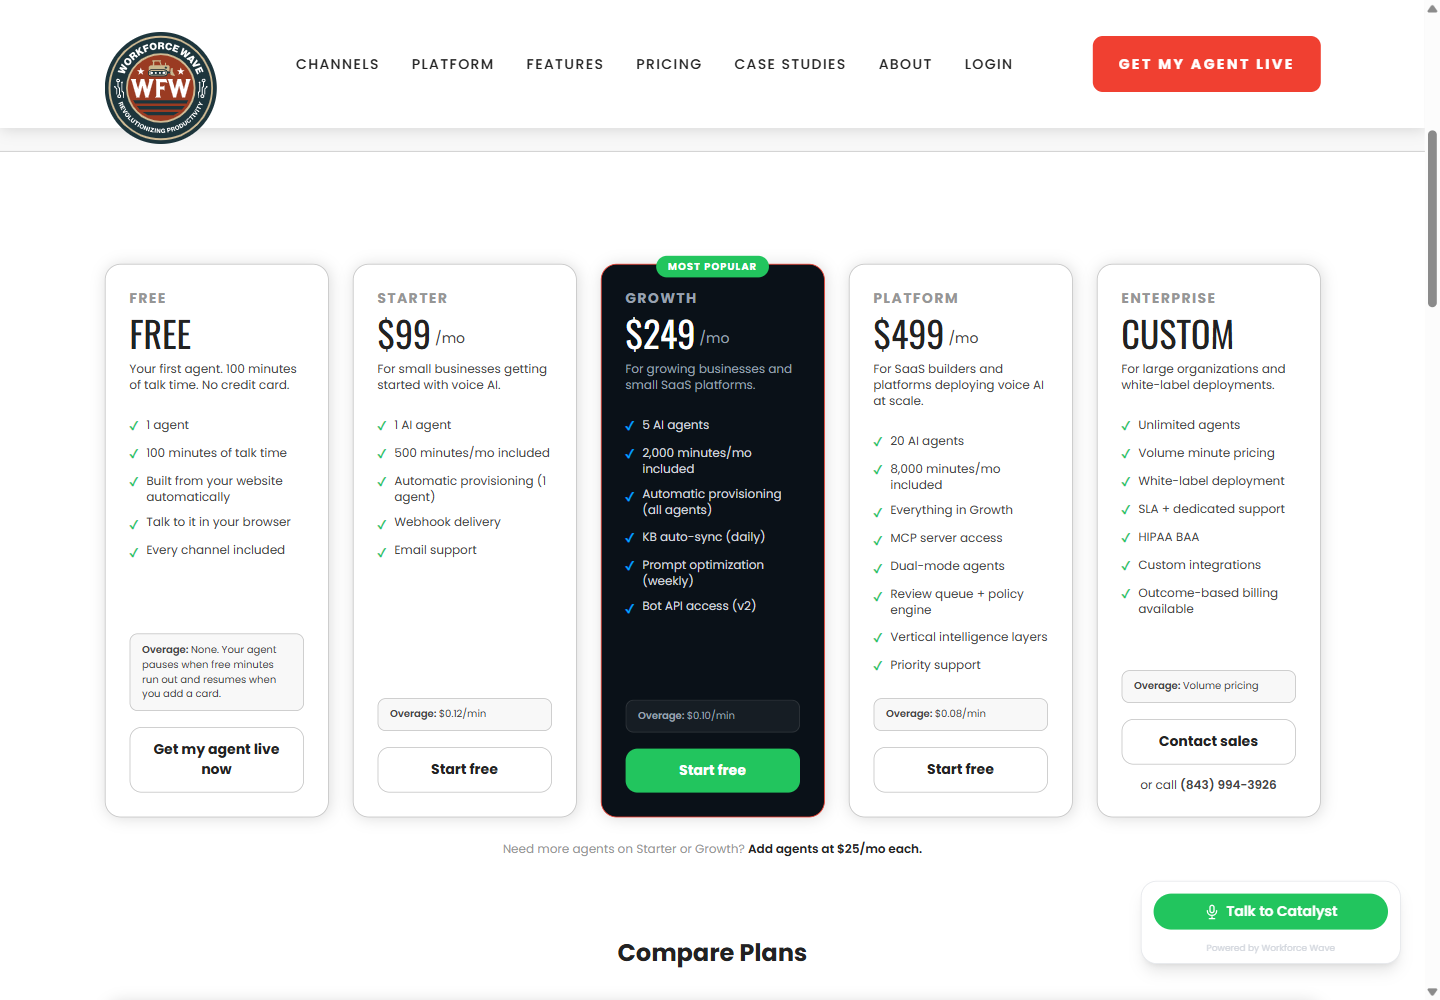 WORKFORCE WAVE
WFW
REVOLUTIONIZING PRODUCTIVITY
CHANNELS
PLATFORM
FEATURES
PRICING
CASE STUDIES
ABOUT
LOGIN
GET MY AGENT LIVE
FREE
FREE
Your first agent. 100 minutes
of talk time. No credit card.
1 agent
100 minutes of talk time
Built from your website
automatically
Talk to it in your browser
Every channel included
Overage: None. Your agent
pauses when free minutes
run out and resumes when
you add a card.
Get my agent live
now
STARTER
$99 /mo
For small businesses getting
started with voice AI.
1 AI agent
500 minutes/mo included
Automatic provisioning (1
agent)
Webhook delivery
Email support
Overage: $0.12/min
Start free
MOST POPULAR
GROWTH
$249 /mo
For growing businesses and
small SaaS platforms.
5 AI agents
2,000 minutes/mo
included
Automatic provisioning
(all agents)
KB auto-sync (daily)
Prompt optimization
(weekly)
Bot API access (v2)
Overage: $0.10/min
Start free
PLATFORM
$499 /mo
For SaaS builders and
platforms deploying voice AI
at scale.
20 AI agents
8,000 minutes/mo
included
Everything in Growth
MCP server access
Dual-mode agents
Review queue + policy
engine
Vertical intelligence layers
Priority support
Overage: $0.08/min
Start free
ENTERPRISE
CUSTOM
For large organizations and
white-label deployments.
Unlimited agents
Volume minute pricing
White-label deployment
SLA + dedicated support
HIPAA BAA
Custom integrations
Outcome-based billing
available
Overage: Volume pricing
Contact sales
or call (843) 994-3926
Need more agents on Starter or Growth? Add agents at $25/mo each.
Compare Plans
Talk to Catalyst
Powered by Workforce Wave